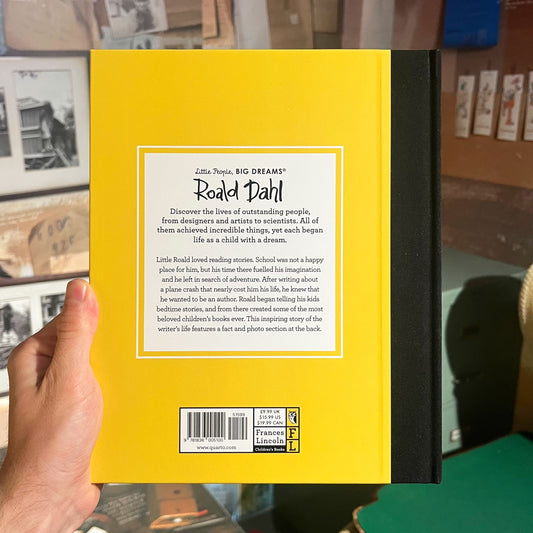 Little People, BIG DREAMS®
Roald Dahl
Discover the lives of outstanding people,
from designers and artists to scientists. All of
them achieved incredible things, yet each began
life as a child with a dream.
Little Roald loved reading stories. School was not a happy
place for him, but his time there fuelled his imagination
and he left in search of adventure. After writing about
a plane crash that nearly cost him his life, he knew that
he wanted to be an author. Roald began telling his kids
bedtime stories, and from there created some of the most
beloved children's books ever. This inspiring story of the
writer's life features a fact and photo section at the back.
51599
9 780836 005100
www.quarto.com
£9.99 UK
$15.99 US
$19.99 CAN
Frances
Lincoln
Children's Books
F
L